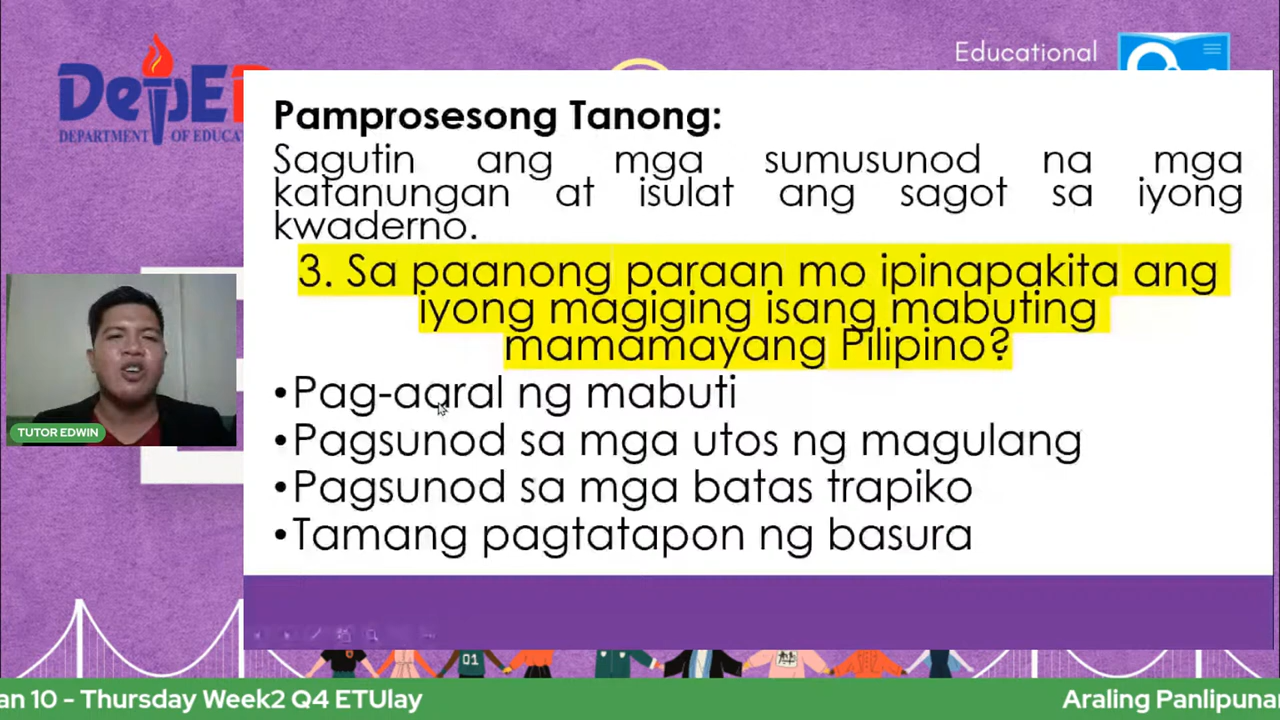 Educational
DepE
DEPARTMENT OF EDUCAT
Pamprosesong Tanong:
Sagutin ang mga sumusunod na mga
katanungan at isulat ang sagot sa iyong
kwaderno.
3. Sa paanong paraan mo ipinapakita ang
iyong magiging isang mabuting
mamamayang Pilipino?
•Pag-aaral ng mabuti
•Pagsunod sa mga utos ng magulang
•Pagsunod sa mga batas trapiko
•Tamang pagtatapon ng basura
TUTOR EDWIN
01
an 10 - Thursday Week2 Q4 ETUlay
Araling Panlipunan